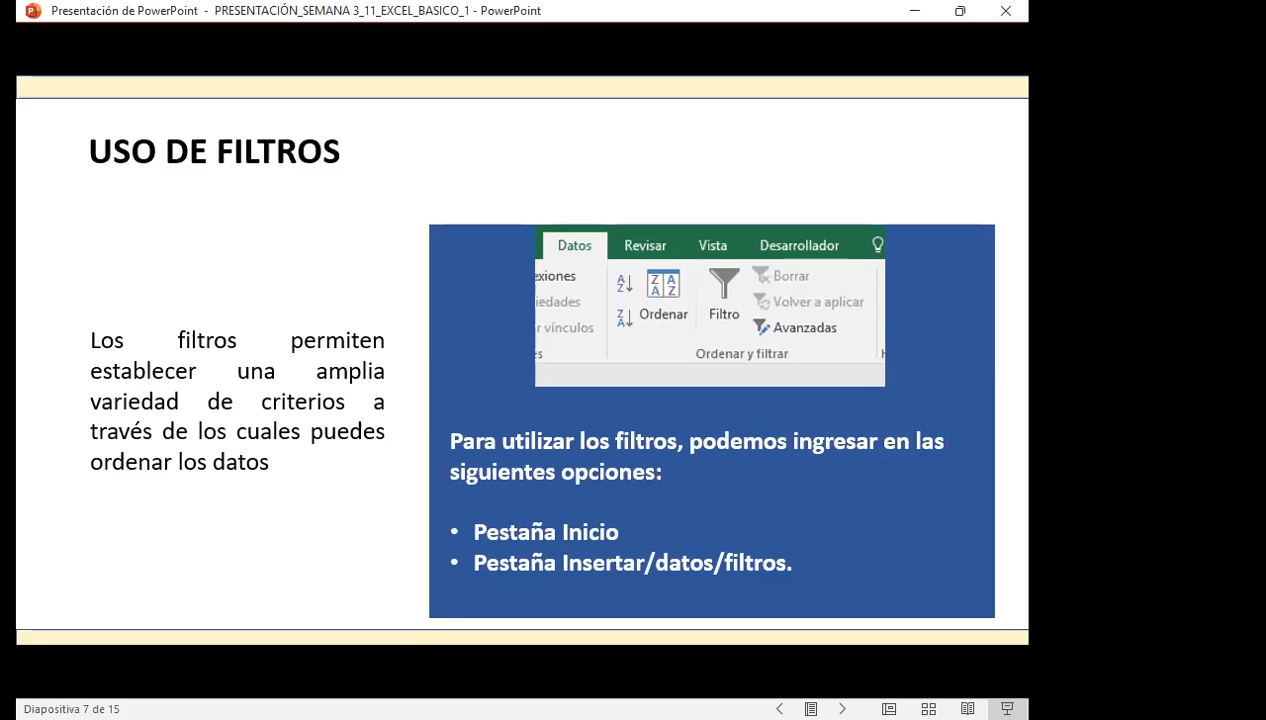 Presentación de PowerPoint - PRESENTACIÓN_SEMANA 3_11_EXCEL_BASICO_1 - PowerPoint
USO DE FILTROS
Los filtros permiten
establecer una amplia
variedad de criterios a
través de los cuales puedes
ordenar los datos
Datos Revisar Vista Desarrollador
exiones
iedades
r vínculos
Ordenar
Filtro
Borrar
Volver a aplicar
Avanzadas
Ordenar y filtrar
Para utilizar los filtros, podemos ingresar en las
siguientes opciones:
• Pestaña Inicio
• Pestaña Insertar/datos/filtros.
Diapositiva 7 de 15